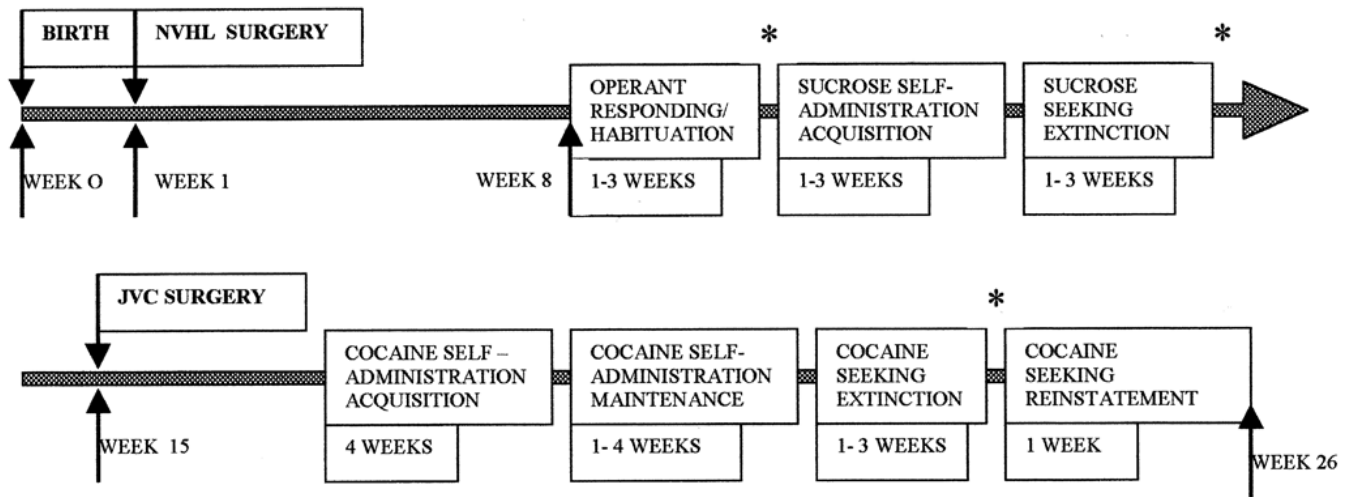 BIRTH
NVHL SURGERY
*
*
OPERANT
RESPONDING/
HABITUATION
SUCROSE SELF-
ADMINISTRATION
ACQUISITION
SUCROSE
SEEKING
EXTINCTION
WEEK O
WEEK 1
WEEK 8
1-3 WEEKS
1-3 WEEKS
1- 3 WEEKS
JVC SURGERY
*
COCAINE SELF –
ADMINISTRATION
ACQUISITION
COCAINE SELF-
ADMINISTRATION
MAINTENANCE
COCAINE
SEEKING
EXTINCTION
COCAINE
SEEKING
REINSTATEMENT
WEEK 15
4 WEEKS
1- 4 WEEKS
1- 3 WEEKS
1 WEEK
WEEK 26